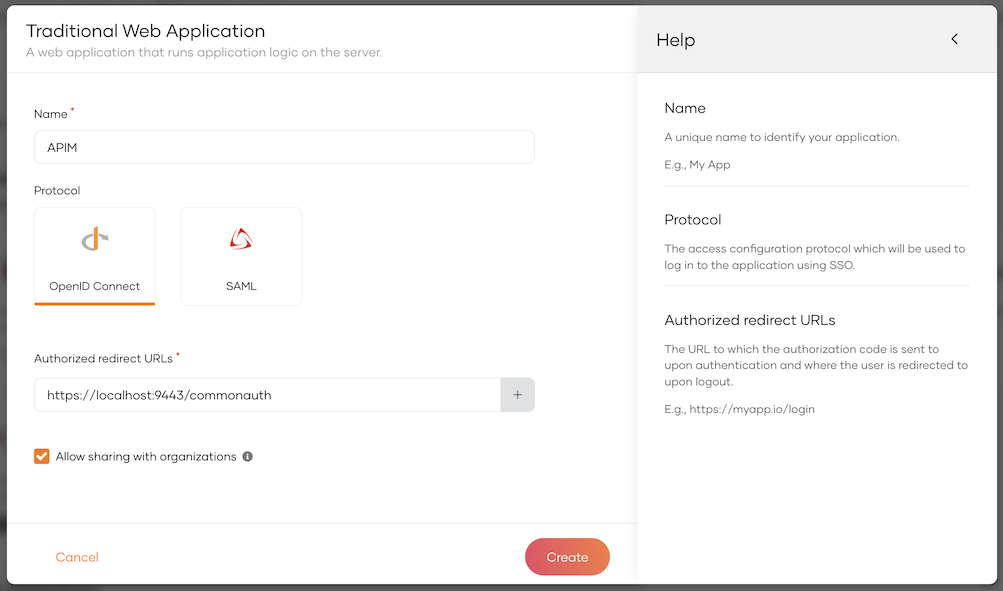 Traditional Web Application
A web application that runs application logic on the server.
Name *
APIM
Protocol
OpenID Connect
SAML
Authorized redirect URLs *
https://localhost:9443/commonauth
+
Allow sharing with organizations
Cancel
Create
Help
Name
A unique name to identify your application.
E.g., My App
Protocol
The access configuration protocol which will be used to
log in to the application using SSO.
Authorized redirect URLs
The URL to which the authorization code is sent to
upon authentication and where the user is redirected to
upon logout.
E.g., https://myapp.io/login